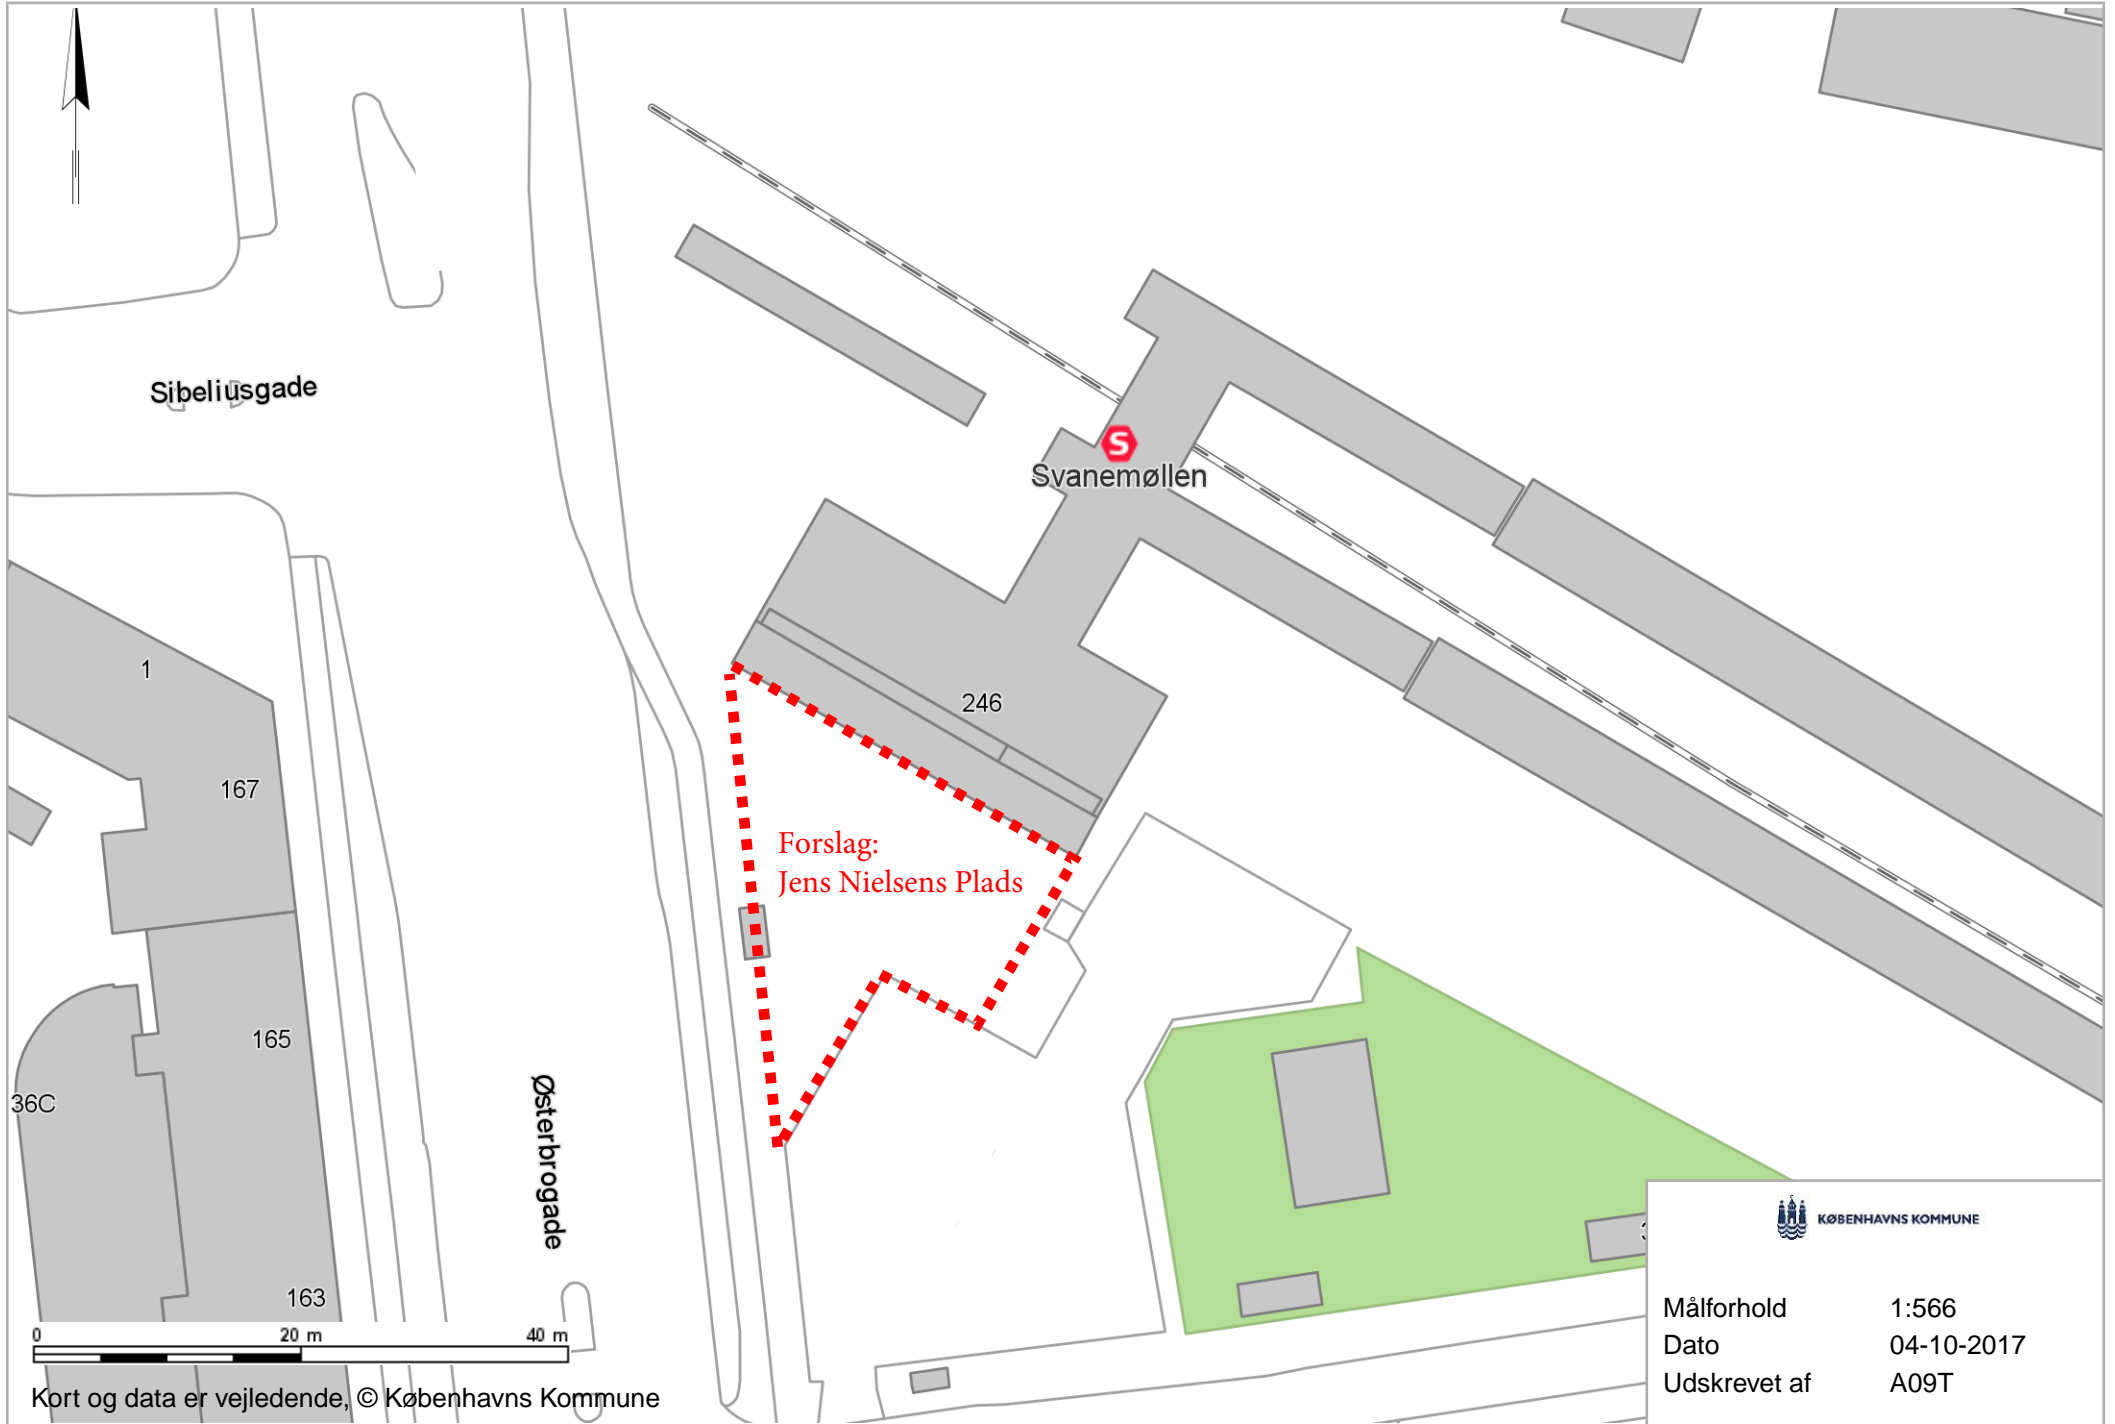 Sibeliusgade
S
Svanemøllen
1
246
167
Forslag:
Jens Nielsens Plads
165
36C
Østerbrogade
163
KØBENHAVNS KOMMUNE
0 20 m 40 m
Målforhold 1:566
Dato 04-10-2017
Udskrevet af A09T
Kort og data er vejledende, © Københavns Kommune